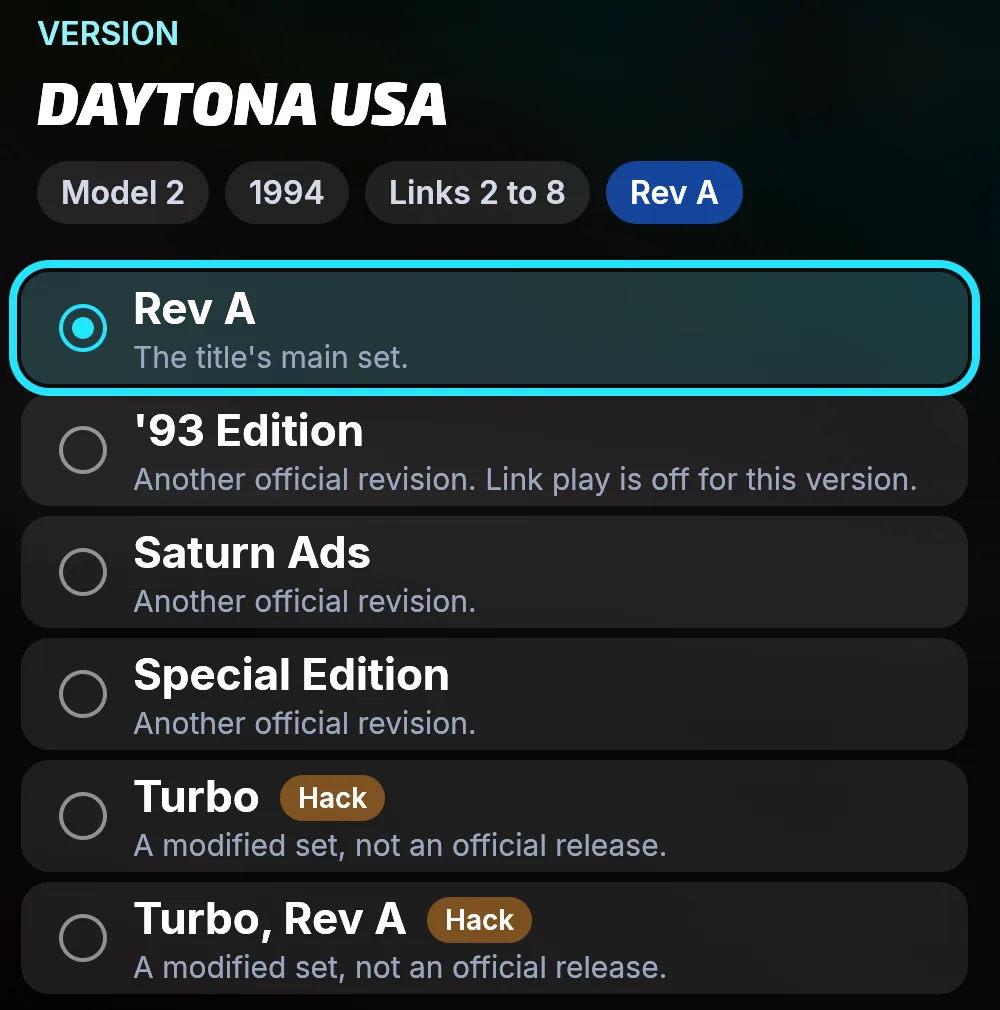 VERSION
DAYTONA USA
Model 2 1994 Links 2 to 8 Rev A
Rev A
The title's main set.
'93 Edition
Another official revision. Link play is off for this version.
Saturn Ads
Another official revision.
Special Edition
Another official revision.
Turbo Hack
A modified set, not an official release.
Turbo, Rev A Hack
A modified set, not an official release.